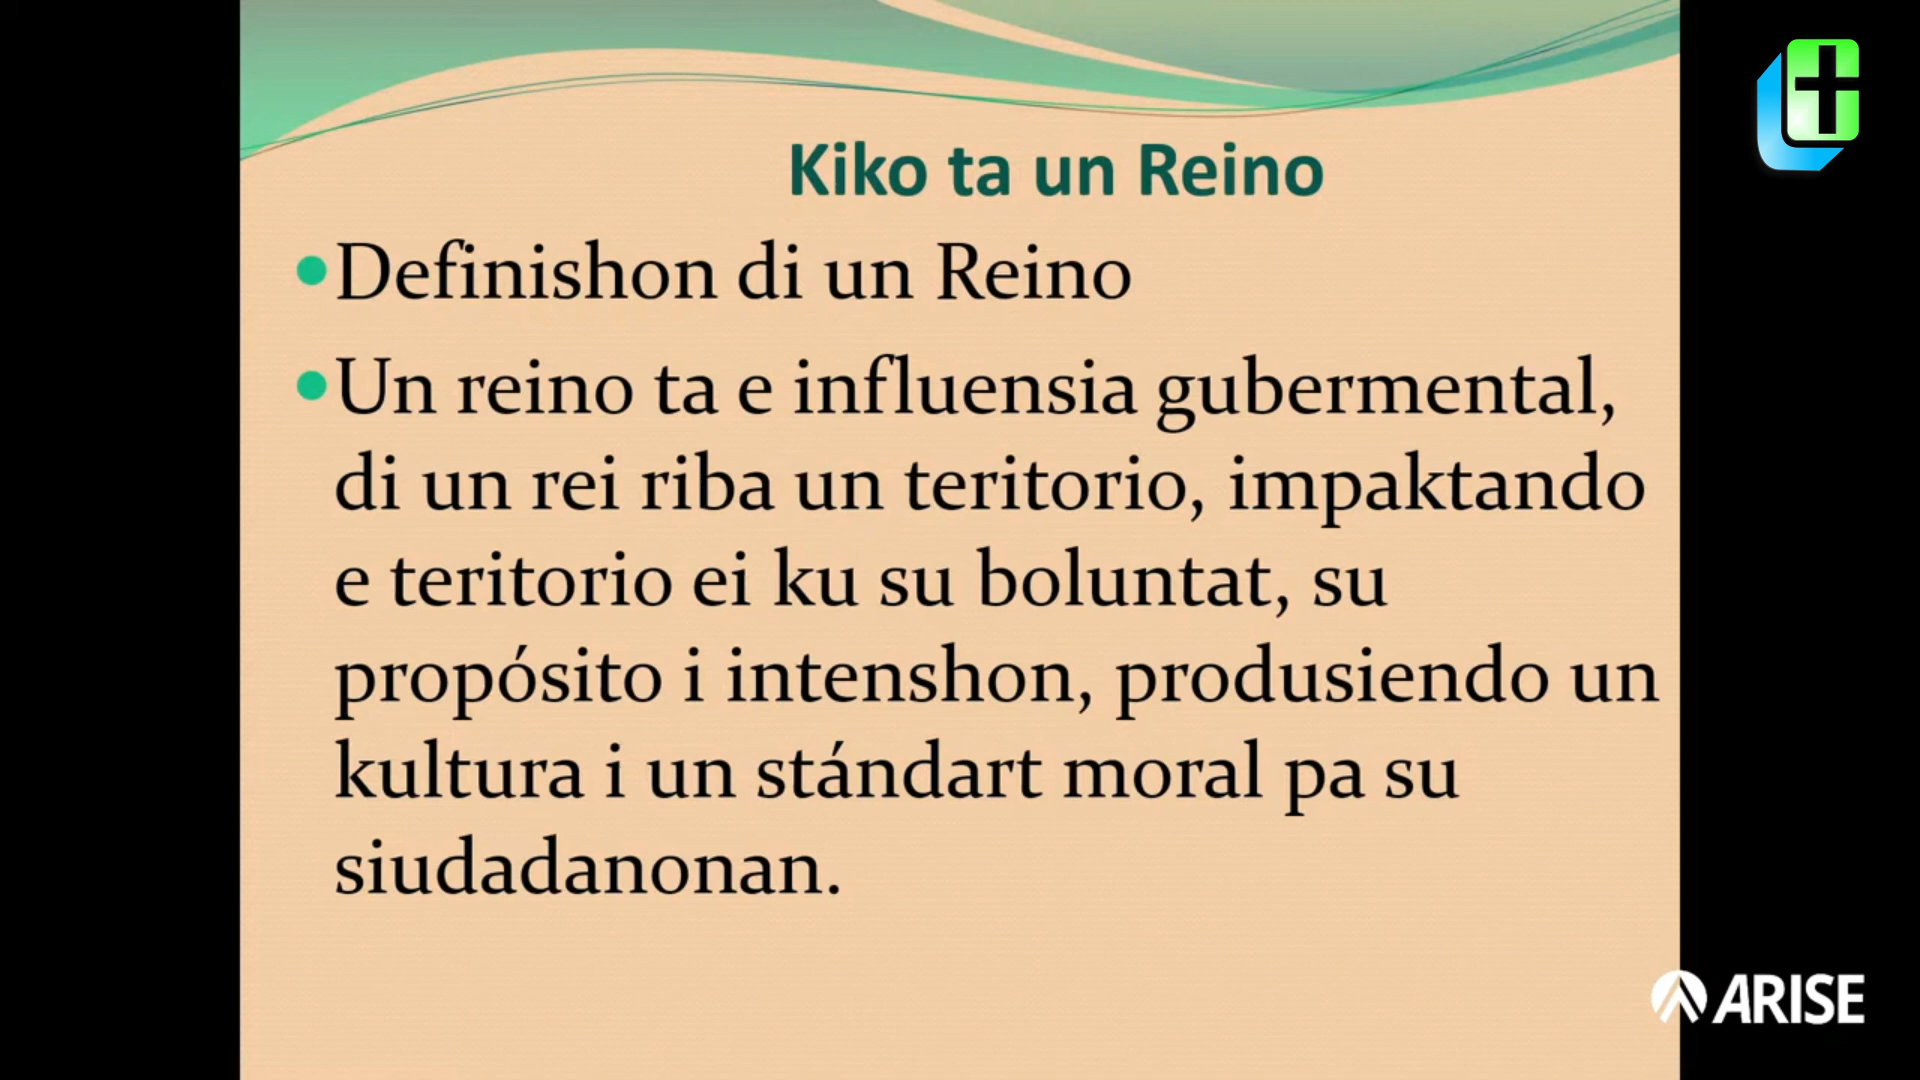 Kiko ta un Reino
•Definishon di un Reino
•Un reino ta e influensia gubermental,
di un rei riba un teritorio, impaktando
e teritorio ei ku su boluntat, su
propósito i intenshon, produsiendo un
kultura i un stándart moral pa su
siudadanonan.
ARISE